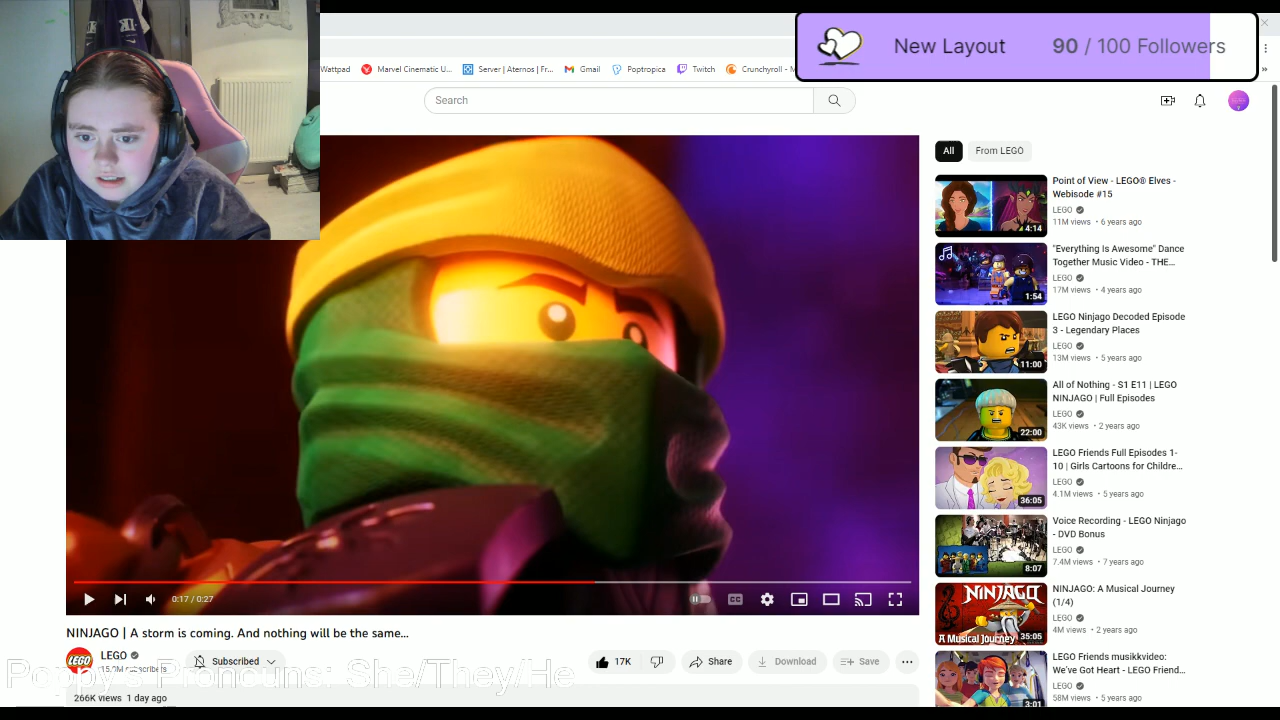 New Layout
90 / 100 Followers
Wattpad
Marvel Cinematic U...
Server | Aternos | Fr...
Gmail
Poptropica
Twitch
Crunchyroll -
Search
All
From LEGO
Point of View - LEGO® Elves -
Webisode #15
LEGO
11M views • 6 years ago
4:14
"Everything Is Awesome" Dance
Together Music Video - THE...
LEGO
17M views • 4 years ago
1:54
LEGO Ninjago Decoded Episode
3 - Legendary Places
LEGO
13M views • 5 years ago
11:00
All of Nothing - S1 E11 | LEGO
NINJAGO | Full Episodes
LEGO
43K views • 2 years ago
22:00
LEGO Friends Full Episodes 1-
10 | Girls Cartoons for Childre...
LEGO
4.1M views • 5 years ago
36:05
Voice Recording - LEGO Ninjago
- DVD Bonus
LEGO
7.4M views • 7 years ago
8:07
NINJAGO: A Musical Journey
(1/4)
LEGO
4M views • 2 years ago
NINJAGO
A Musical Journey
35:05
LEGO Friends musikkvideo:
We've Got Heart - LEGO Friend...
LEGO
58M views • 5 years ago
3:01
0:17 / 0:27
CC
NINJAGO | A storm is coming. And nothing will be the same...
LEGO
LEGO
subscribers
Subscribed
17K
Share
Download
Save
Poppy's Pronouns: She/They/He
266K views 1 day ago